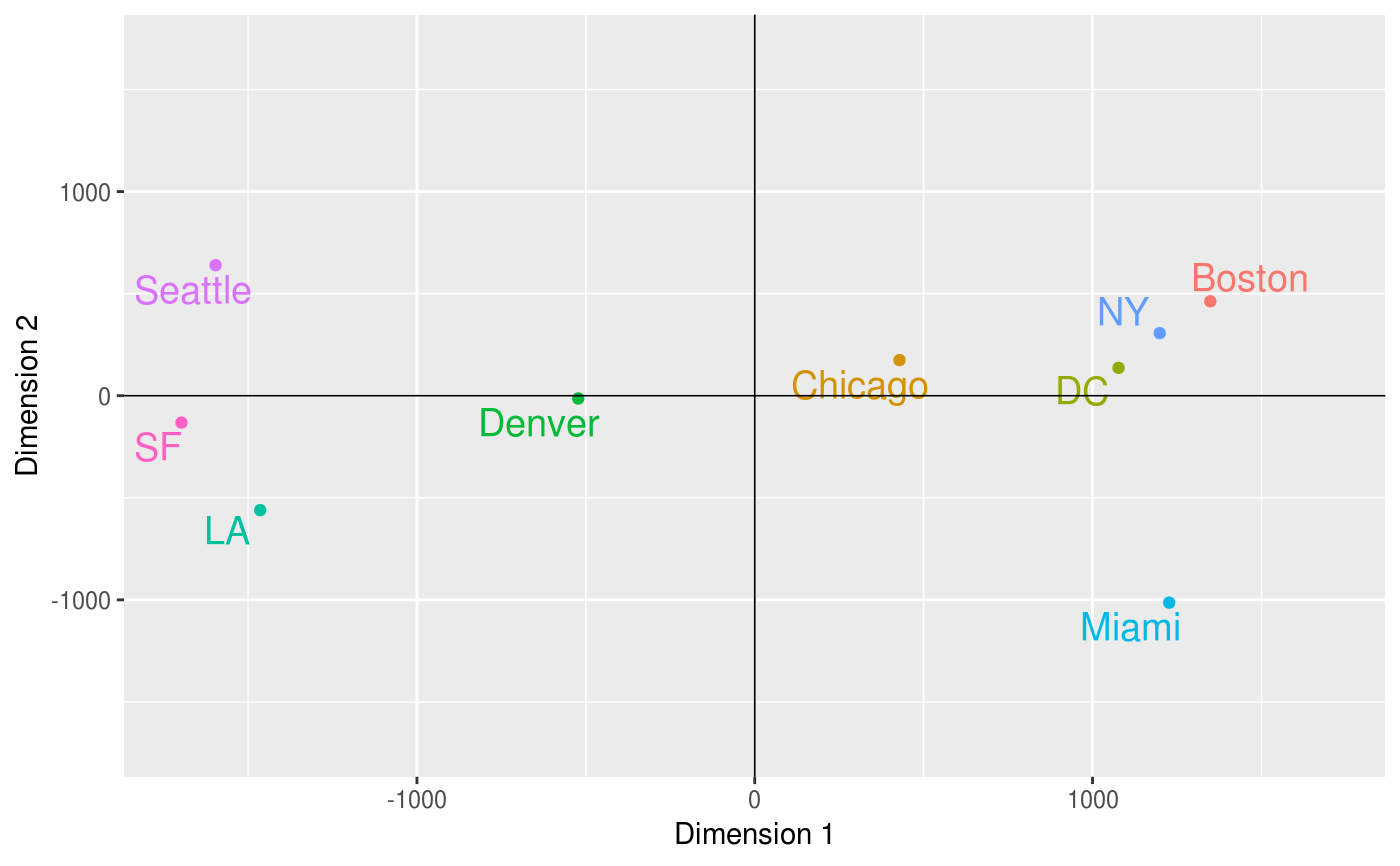 1000
0
-1000
Dimension 2
Seattle
Boston
NY
Chicago
DC
Denver
SF
LA
Miami
-1000
0
1000
Dimension 1